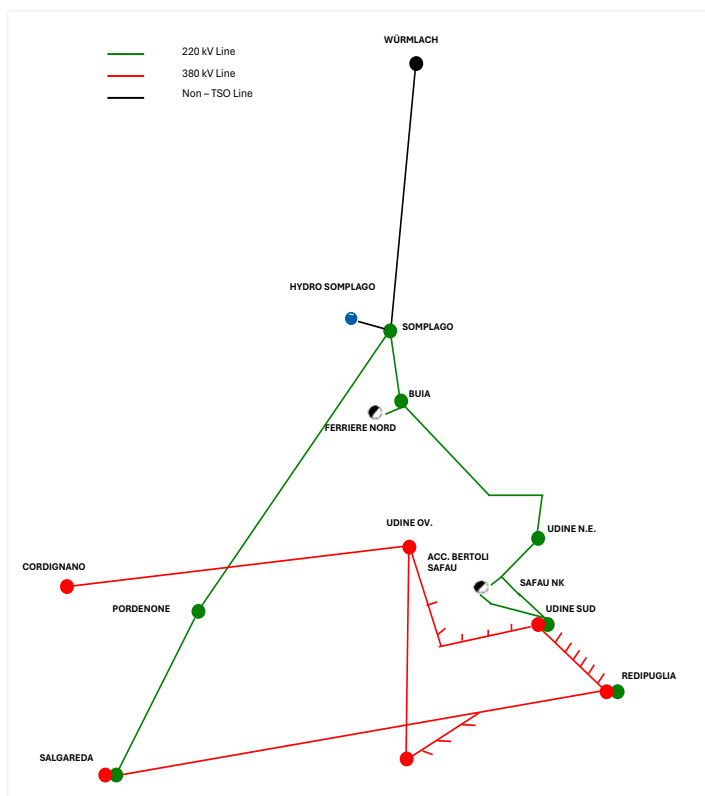 WÜRMLACH
220 kV Line
380 kV Line
Non – TSO Line
HYDRO SOMPLAGO
SOMPLAGO
BUIA
FERRIERE NORD
UDINE OV.
UDINE N.E.
ACC. BERTOLI
SAFAU
CORDIGNANO
SAFAU NK
PORDENONE
UDINE SUD
REDIPUGLIA
SALGAREDA